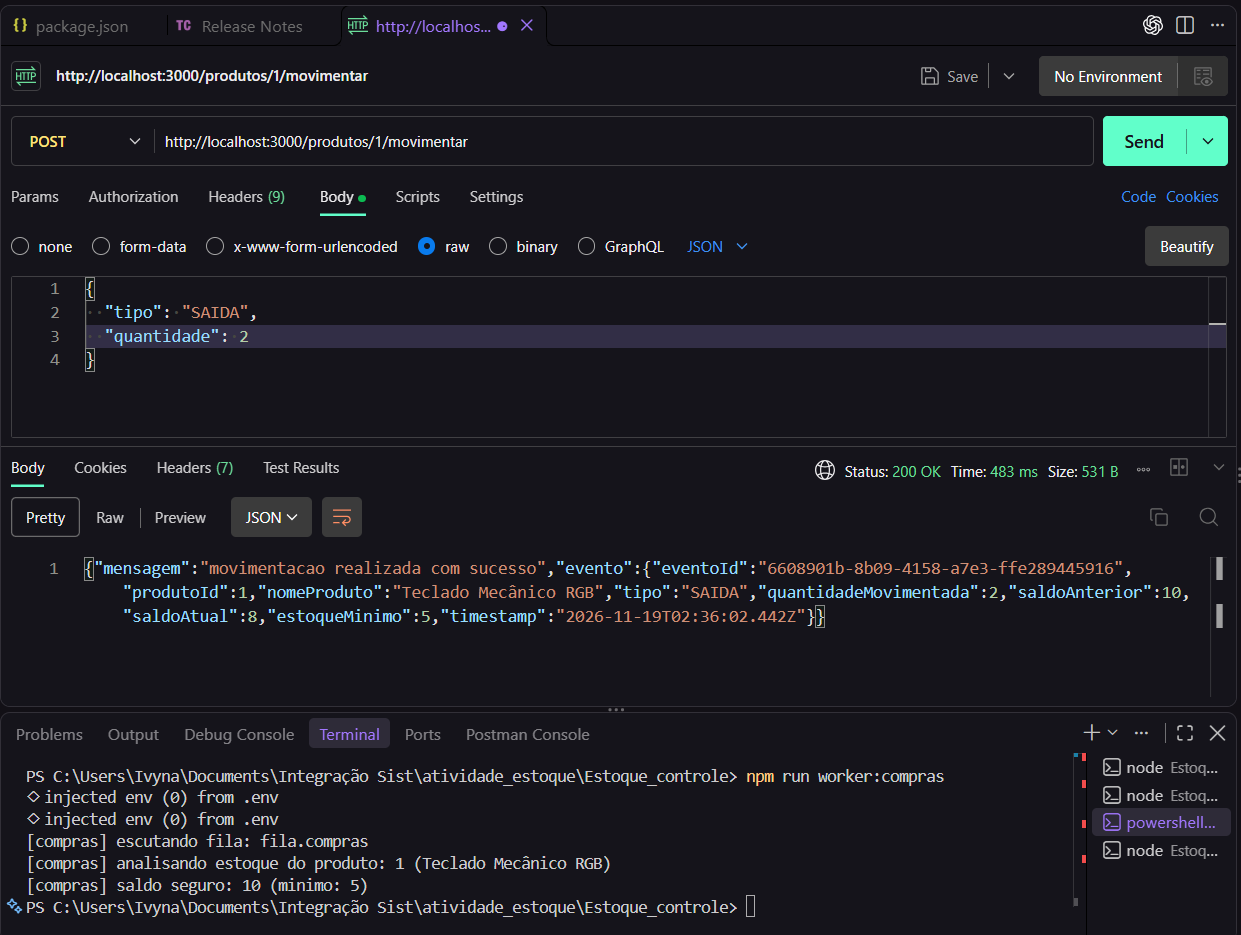 {} package.json TC Release Notes HTTP http://localhos...
HTTP http://localhost:3000/produtos/1/movimentar Save No Environment
POST http://localhost:3000/produtos/1/movimentar Send
Params Authorization Headers (9) Body Scripts Settings Code Cookies
none form-data x-www-form-urlencoded raw binary GraphQL JSON Beautify
1 {
2 "tipo": "SAIDA",
3 "quantidade": 2
4 }
Body Cookies Headers (7) Test Results Status: 200 OK Time: 483 ms Size: 531 B
Pretty Raw Preview JSON
1 {"mensagem":"movimentacao realizada com sucesso","evento":{"eventoId":"6608901b-8b09-4158-a7e3-ffe289445916",
"produtoId":1,"nomeProduto":"Teclado Mecânico RGB","tipo":"SAIDA","quantidadeMovimentada":2,"saldoAnterior":10,
"saldoAtual":8,"estoqueMinimo":5,"timestamp":"2026-11-19T02:36:02.442Z"}}
Problems Output Debug Console Terminal Ports Postman Console
PS C:\Users\Ivyna\Documents\Integração Sist\atividade_estoque\Estoque_controle> npm run worker:compras
injected env (0) from .env
injected env (0) from .env
[compras] escutando fila: fila.compras
[compras] analisando estoque do produto: 1 (Teclado Mecânico RGB)
[compras] saldo seguro: 10 (minimo: 5)
PS C:\Users\Ivyna\Documents\Integração Sist\atividade_estoque\Estoque_controle>
node Estoq...
node Estoq...
powershell...
node Estoq...